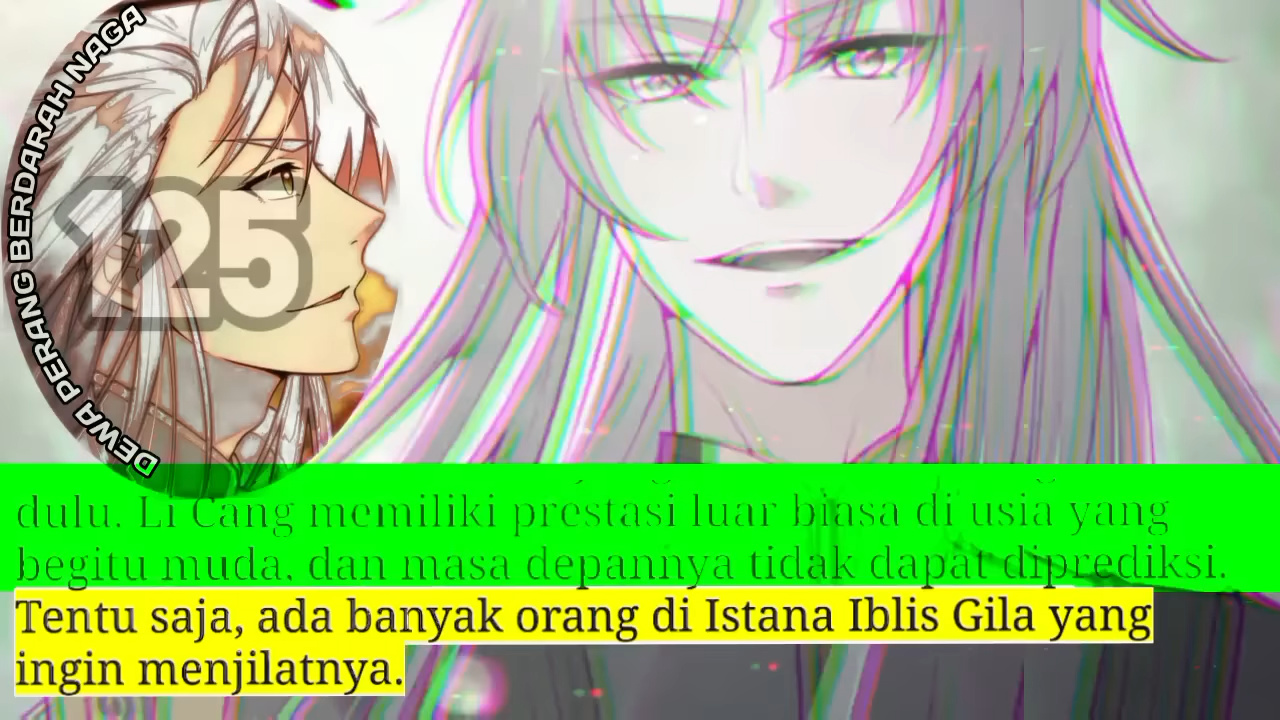 DEWA PERANG BERDARAH NAGA
125
dulu. Li Cang memiliki prestasi luar biasa di usia yang
begitu muda, dan masa depannya tidak dapat diprediksi.
Tentu saja, ada banyak orang di Istana Iblis Gila yang
ingin menjilatnya.